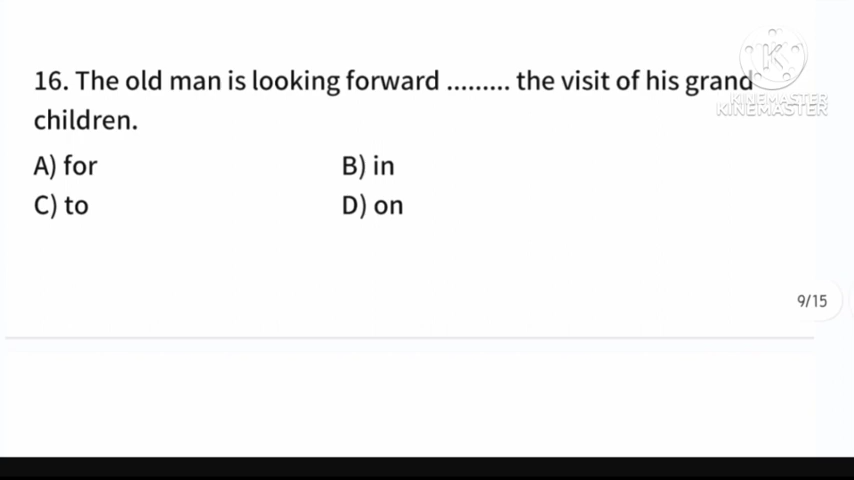 16. The old man is looking forward ......... the visit of his grand
children.
A) for
B) in
C) to
D) on
9/15
KINEMASTER
KINEMASTER